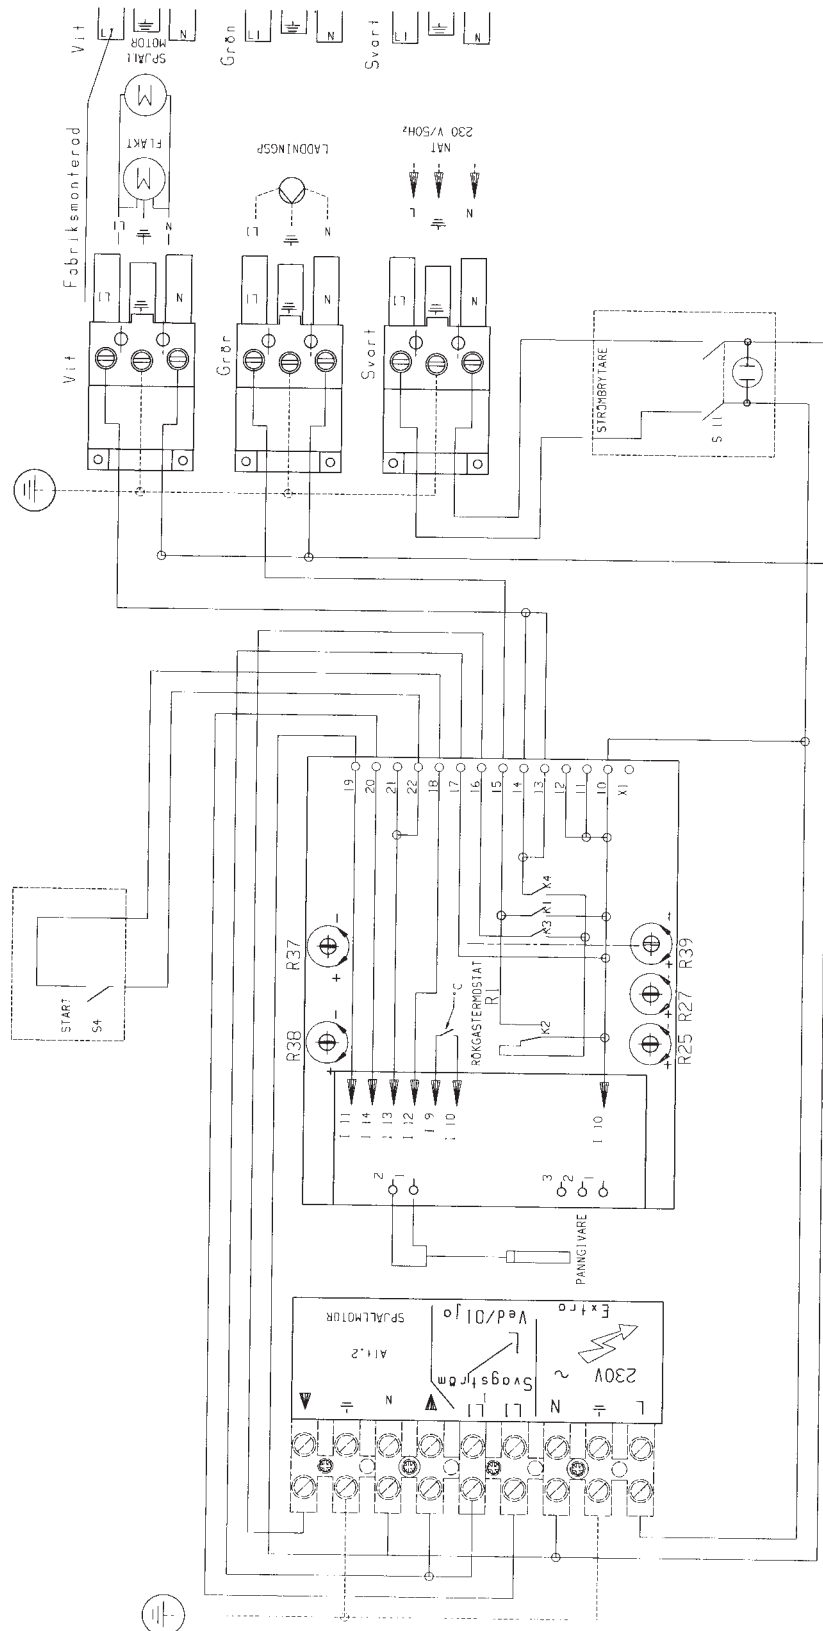 Vit
L1
N
Grön
L1
N
Svart
L1
N
SPJÄLL
MOTOR
M
FLÄKT
M
LADDNINGSP
NÄT
230 V/50Hz
Fabriksmonterad
L1
N
L1
N
L
N
L1
N
L1
N
L1
N
Vit
Grön
Svart
STRÖMBRYTARE
S 11
START
S4
19
20
21
22
18
17
16
15
14
13
12
11
10
X1
R37
R38
K4
K1
K3
K2
°C
RÖKGASTERMOSTAT
R1
R39
R27
R25
+
-
I 11
I 14
I 13
I 12
I 9
I 10
I 10
2
1
3
2
1
PANNGIVARE
SPJÄLLMOTOR
Alt.2
Ved/Olja
Svagström
Extra
230V ~
N
L1
L1
L1
N
L